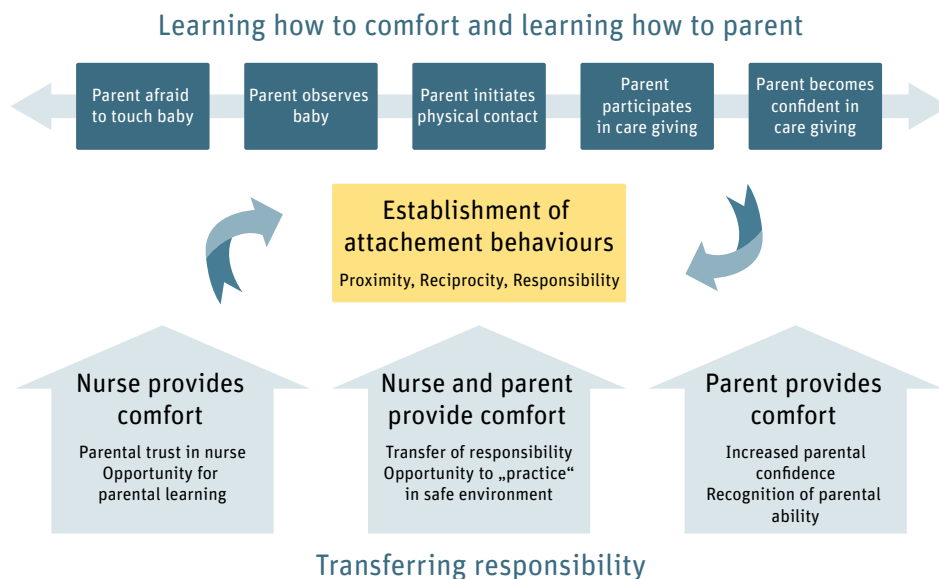 Learning how to comfort and learning how to parent
Parent afraid
to touch baby
Parent observes
baby
Parent initiates
physical contact
Parent
participates
in care giving
Parent becomes
confident in
care giving
Establishment of
attachement behaviours
Proximity, Reciprocity, Responsibility
Nurse provides
comfort
Parental trust in nurse
Opportunity for
parental learning
Nurse and parent
provide comfort
Transfer of responsibility
Opportunity to „practice“
in safe environment
Parent provides
comfort
Increased parental
confidence
Recognition of parental
ability
Transferring responsibility